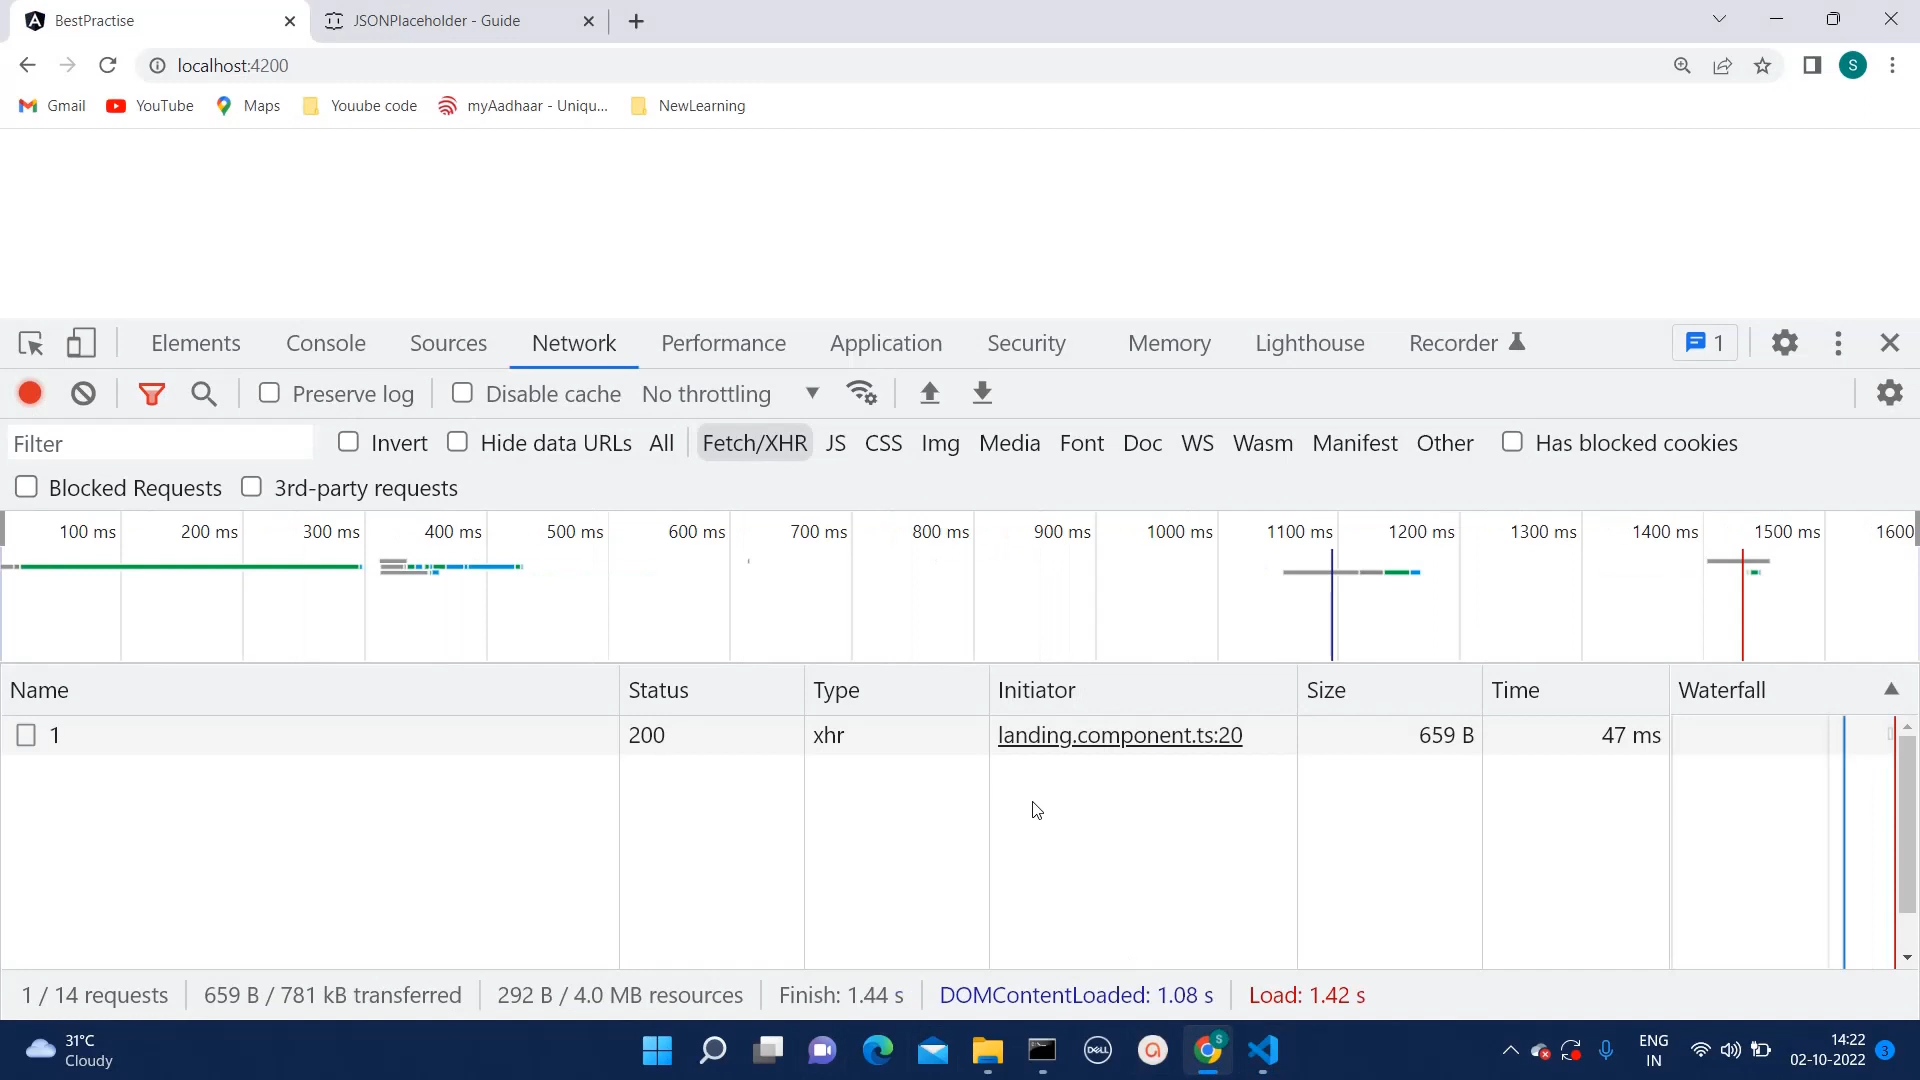 BestPractise
JSONPlaceholder - Guide
localhost:4200
S
Gmail YouTube Maps Youube code myAadhaar - Uniqu... NewLearning
Elements Console Sources Network Performance Application Security Memory Lighthouse Recorder 1
Preserve log Disable cache No throttling
Filter Invert Hide data URLs All Fetch/XHR JS CSS Img Media Font Doc WS Wasm Manifest Other Has blocked cookies
Blocked Requests 3rd-party requests
100 ms 200 ms 300 ms 400 ms 500 ms 600 ms 700 ms 800 ms 900 ms 1000 ms 1100 ms 1200 ms 1300 ms 1400 ms 1500 ms 1600
Name Status Type Initiator Size Time Waterfall
1 200 xhr landing.component.ts:20 659 B 47 ms
1 / 14 requests 659 B / 781 kB transferred 292 B / 4.0 MB resources Finish: 1.44 s DOMContentLoaded: 1.08 s Load: 1.42 s
31°C
Cloudy
DELL
S
ENG
IN
14:22
02-10-2022
3